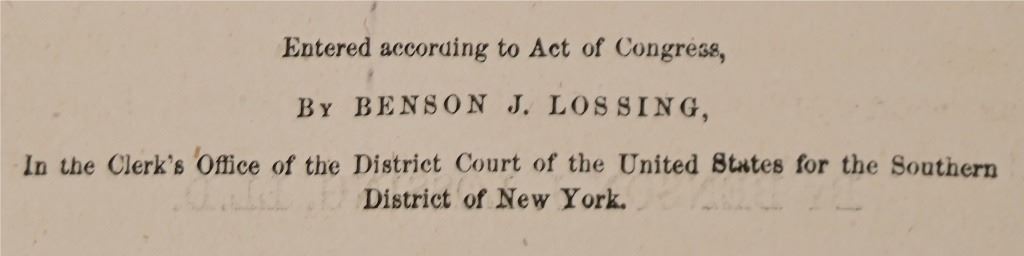 Entered according to Act of Congress,
By BENSON J. LOSSING,
In the Clerk's Office of the District Court of the United States for the Southern
District of New York.